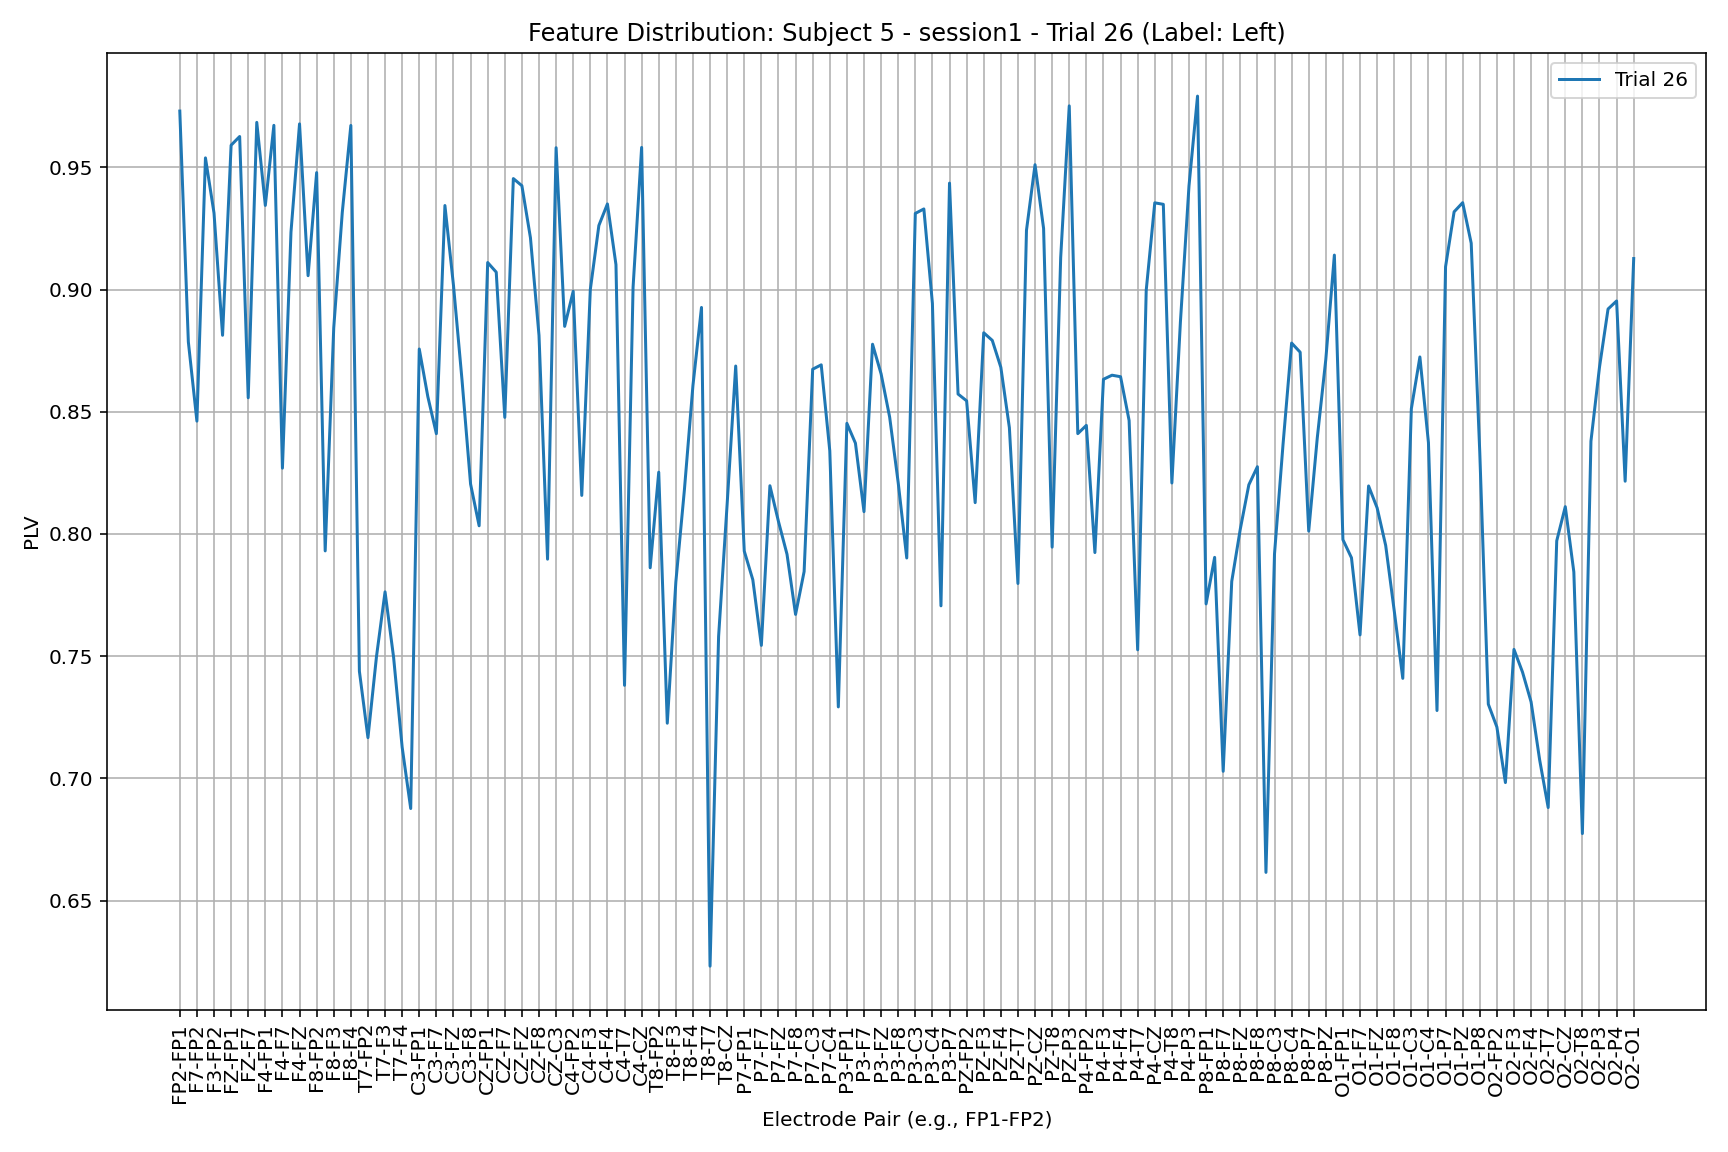 Feature Distribution: Subject 5 - session1 - Trial 26 (Label: Left)
Trial 26
PLV
0.95
0.90
0.85
0.80
0.75
0.70
0.65
FP2-FP1
F7-FP2
F3-FP2
FZ-FP1
FZ-F7
F4-FP1
F4-F7
F4-FZ
F8-FP2
F8-F3
F8-F4
T7-FP2
T7-F3
T7-F4
C3-FP1
C3-F7
C3-FZ
C3-F8
CZ-FP1
CZ-F7
CZ-FZ
CZ-F8
CZ-C3
C4-FP2
C4-F3
C4-F4
C4-T7
C4-CZ
T8-FP2
T8-F3
T8-F4
T8-T7
T8-CZ
P7-FP1
P7-F7
P7-FZ
P7-F8
P7-C3
P7-C4
P3-FP1
P3-F7
P3-FZ
P3-F8
P3-C3
P3-C4
P3-P7
PZ-FP2
PZ-F3
PZ-F4
PZ-T7
PZ-CZ
PZ-T8
PZ-P3
P4-FP2
P4-F3
P4-F4
P4-T7
P4-CZ
P4-T8
P4-P3
P8-FP1
P8-F7
P8-FZ
P8-F8
P8-C3
P8-C4
P8-P7
P8-PZ
O1-FP1
O1-F7
O1-FZ
O1-F8
O1-C3
O1-C4
O1-P7
O1-PZ
O1-P8
O2-FP2
O2-F3
O2-F4
O2-T7
O2-CZ
O2-T8
O2-P3
O2-P4
O2-O1
Electrode Pair (e.g., FP1-FP2)